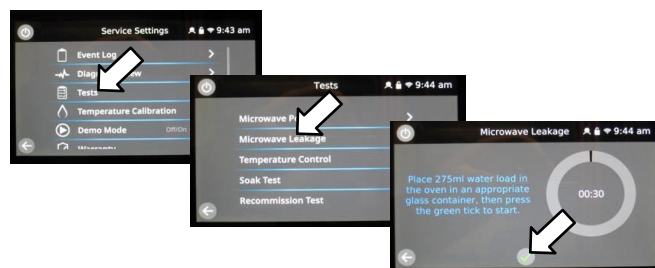 Service Settings
9:43 am
Event Log
Tests
Temperature Calibration
Demo Mode
Off/On
Warranty
Tests
9:44 am
Microwave
Microwave Leakage
Temperature Control
Soak Test
Recommission Test
Microwave Leakage
9:44 am
Place 275ml water load in
the oven in an appropriate
glass container, then press
the green tick to start.
00:30